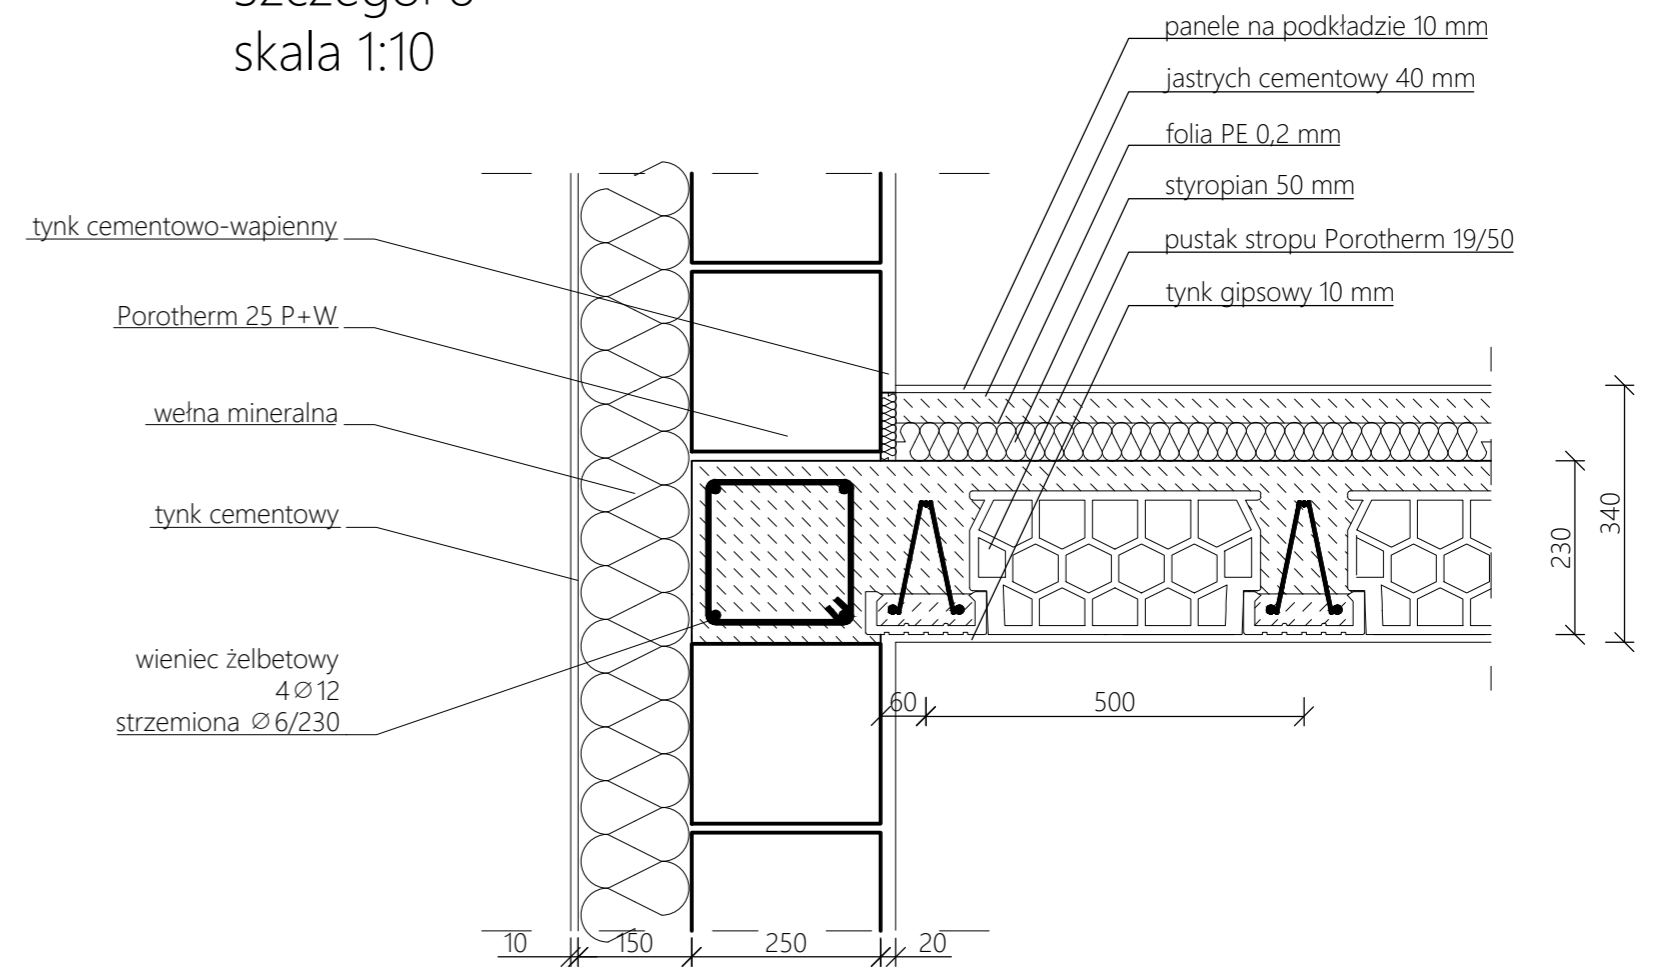 skala 1:10
panele na podkładzie 10 mm
jastrych cementowy 40 mm
folia PE 0,2 mm
styropian 50 mm
pustak stropu Porotherm 19/50
tynk gipsowy 10 mm
tynk cementowo-wapienny
Porotherm 25 P+W
wełna mineralna
tynk cementowy
wieniec żelbetowy
4∅12
strzemiona ∅6/230
60
500
230
340
10
150
250
20